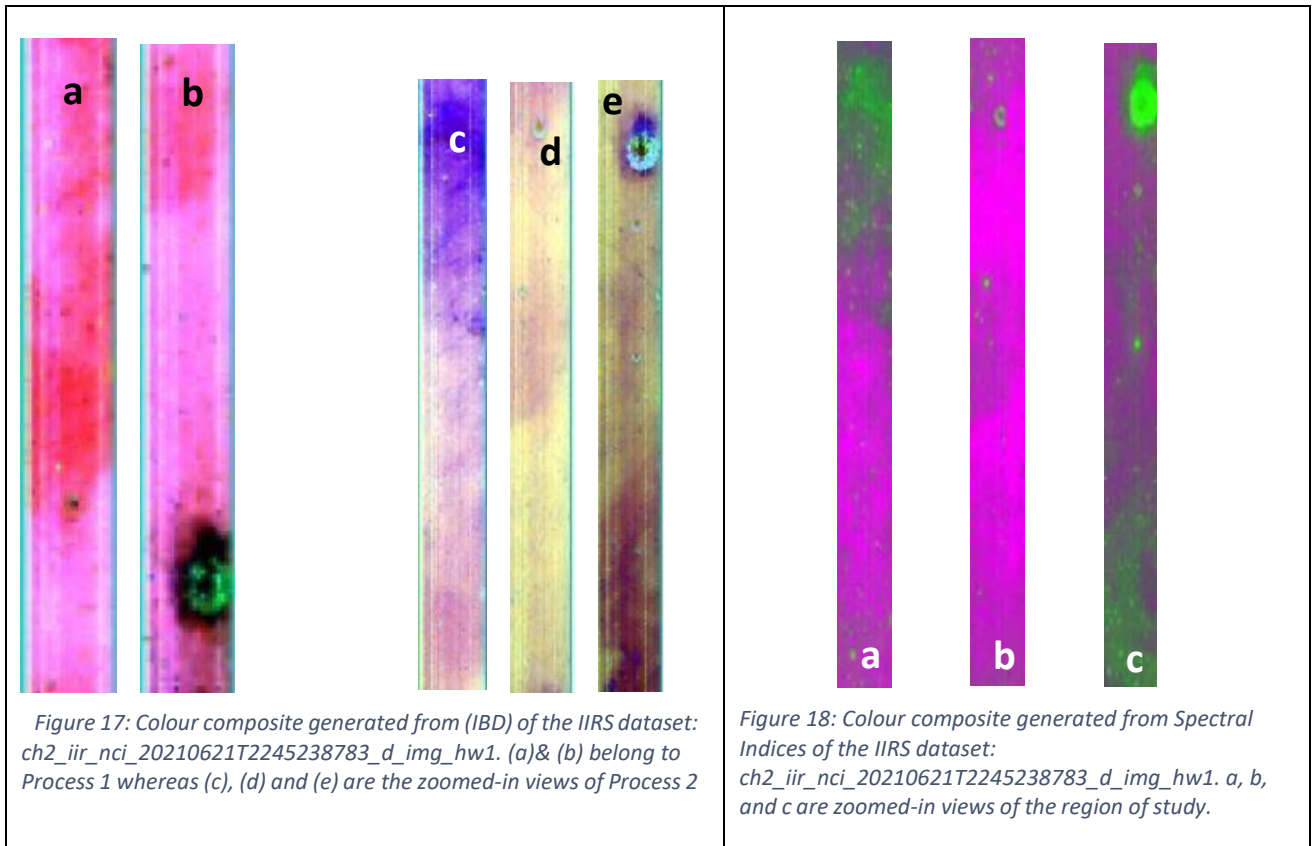 a
b
c
d
e
Figure 17: Colour composite generated from (IBD) of the IIRS dataset:
ch2_iir_nci_20210621T2245238783_d_img_hw1. (a)& (b) belong to
Process 1 whereas (c), (d) and (e) are the zoomed-in views of Process 2
a
b
c
Figure 18: Colour composite generated from Spectral
Indices of the IIRS dataset:
ch2_iir_nci_20210621T2245238783_d_img_hw1. a, b,
and c are zoomed-in views of the region of study.